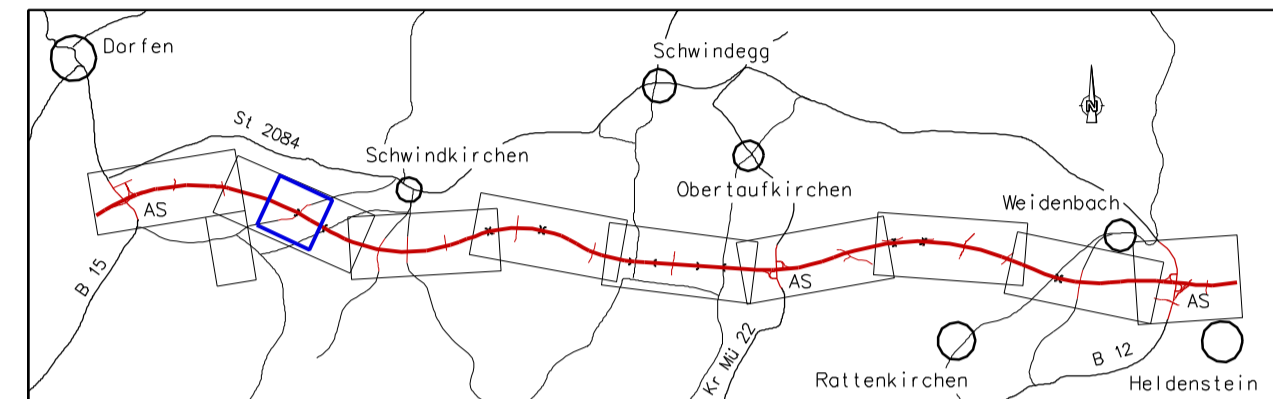 Dorfen
Schwindegg
St 2084
Schwindkirchen
N
Obertaufkirchen
Weidenbach
AS
B 15
AS
AS
Kr Mü 22
Rattenkirchen
B 12
Heldenstein